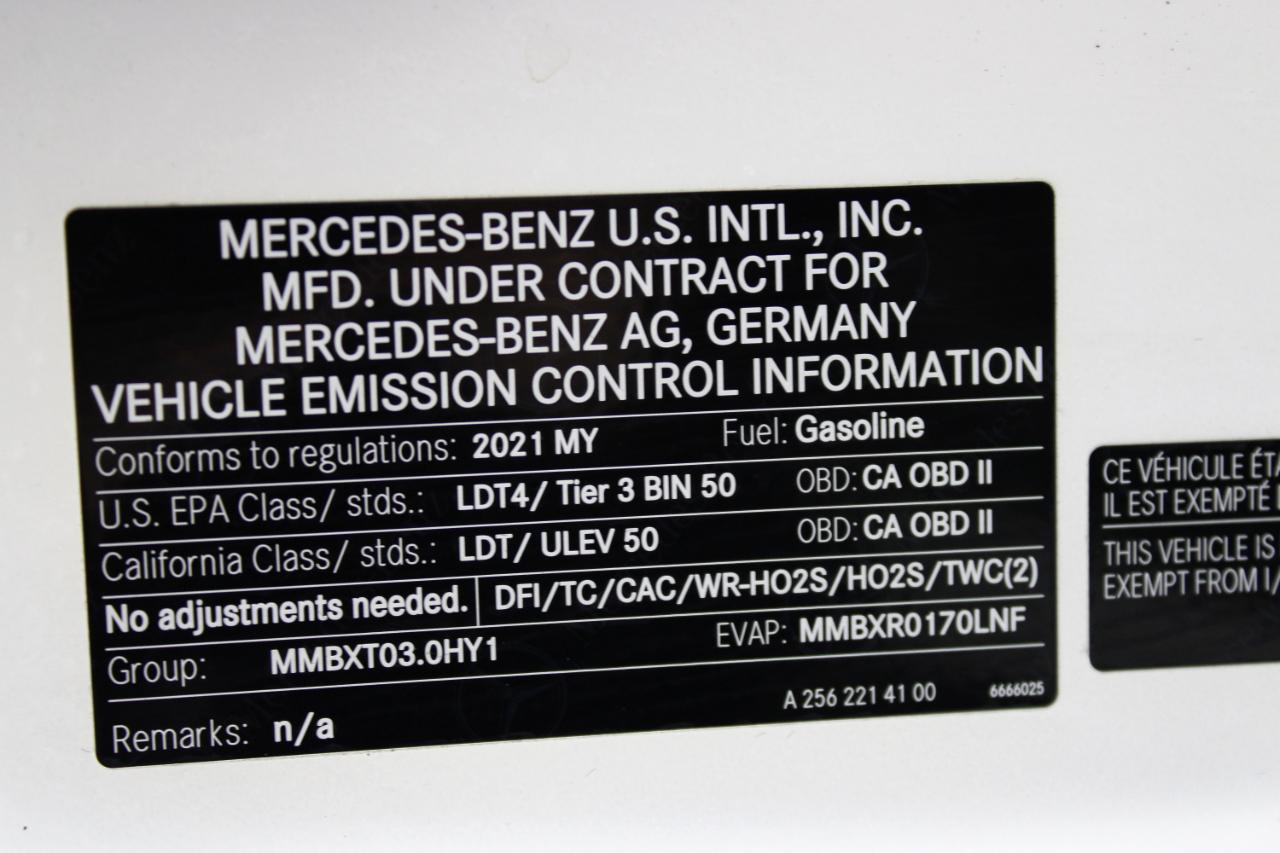 MERCEDES-BENZ U.S. INTL., INC.
MFD. UNDER CONTRACT FOR
MERCEDES-BENZ AG, GERMANY
VEHICLE EMISSION CONTROL INFORMATION
Conforms to regulations: 2021 MY Fuel: Gasoline
U.S. EPA Class/ stds.: LDT4/ Tier 3 BIN 50 OBD: CA OBD II
California Class/ stds.: LDT/ ULEV 50 OBD: CA OBD II
No adjustments needed. DFI/TC/CAC/WR-HO2S/HO2S/TWC(2)
Group: MMBXT03.0HY1 EVAP: MMBXR0170LNF
A 256 221 41 00 6666025
Remarks: n/a
CE VÉHICULE
IL EST EXEMPTÉ
THIS VEHICLE IS
EXEMPT FROM